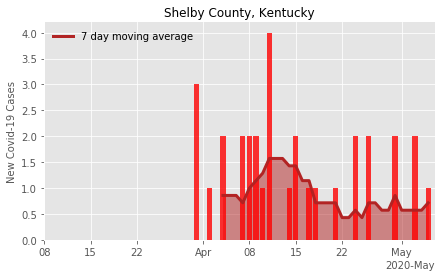 Shelby County, Kentucky
7 day moving average
New Covid-19 Cases
4.0
3.5
3.0
2.5
2.0
1.5
1.0
0.5
0.0
08 15 22 Apr 08 15 22 May
2020-May